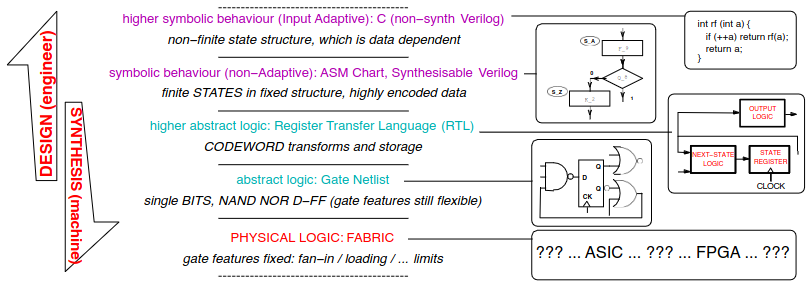 higher symbolic behaviour (Input Adaptive): C (non-synth Verilog)
non-finite state structure, which is data dependent
symbolic behaviour (non-Adaptive): ASM Chart, Synthesisable Verilog
finite STATES in fixed structure, highly encoded data
higher abstract logic: Register Transfer Language (RTL)
CODEWORD transforms and storage
abstract logic: Gate Netlist
single BITS, NAND NOR D-FF (gate features still flexible)
PHYSICAL LOGIC: FABRIC
gate features fixed: fan-in / loading / ... limits
DESIGN (engineer)
SYNTHESIS (machine)
int rf (int a) {
if (++a) return rf(a);
return a;
}
S_A
0
1
S_Z
OUTPUT
LOGIC
NEXT-STATE
LOGIC
STATE
REGISTER
CLOCK
D
Q
Q
CK
??? ... ASIC ... ??? ... FPGA ... ???